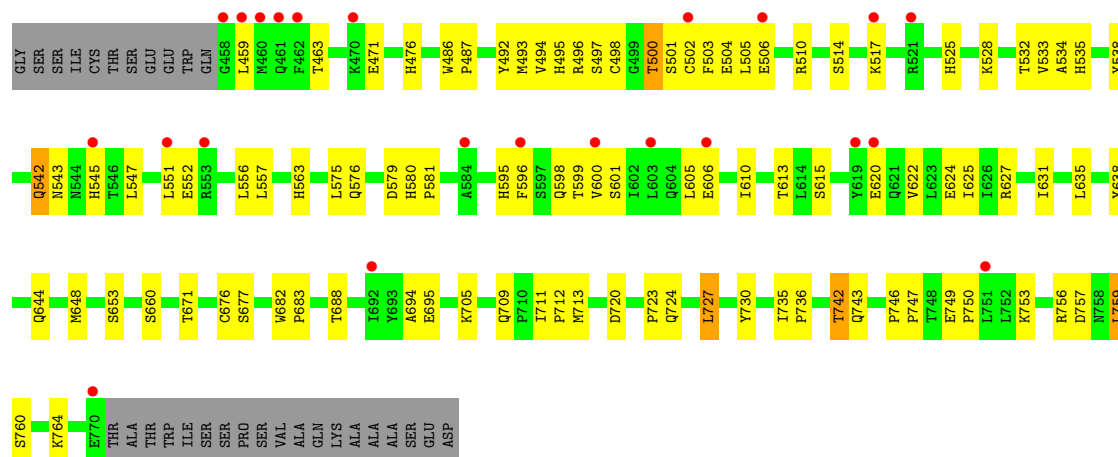 GLY SER SER ILE CYS THR SER GLU GLU TRP GLN G458 L459 M460 Q461 F462 T463 K470 E471 H476 W486 P487 Y492 M493 V494 H495 R496 S497 C498 G499 T500 S501 C502 F503 E504 L505 E506 R510 S514 K517 R521 H525 K528 T532 V533 A534 H535 Y538
Q542 N543 N544 H545 T546 L547 L551 E552 R553 L556 L557 H563 L575 Q576 D579 H580 P581 A584 H595 F596 S597 Q598 T599 V600 S601 I602 L603 Q604 L605 E606 I610 T613 L614 S615 Y619 E620 Q621 V622 L623 E624 I625 I626 R627 I631 L635 Y638
Q644 M648 S653 S660 T671 C676 S677 W682 P683 T688 I692 Y693 A694 E695 K705 Q709 P710 I711 P712 M713 D720 P723 Q724 L727 Y730 I735 P736 T742 Q743 P746 P747 T748 E749 P750 L751 L752 K753 R756 D757 N758 L759
S760 K764 E770 THR ALA THR TRP ILE SER SER PRO SER VAL ALA GLN LYS ALA ALA ALA SER GLU ASP